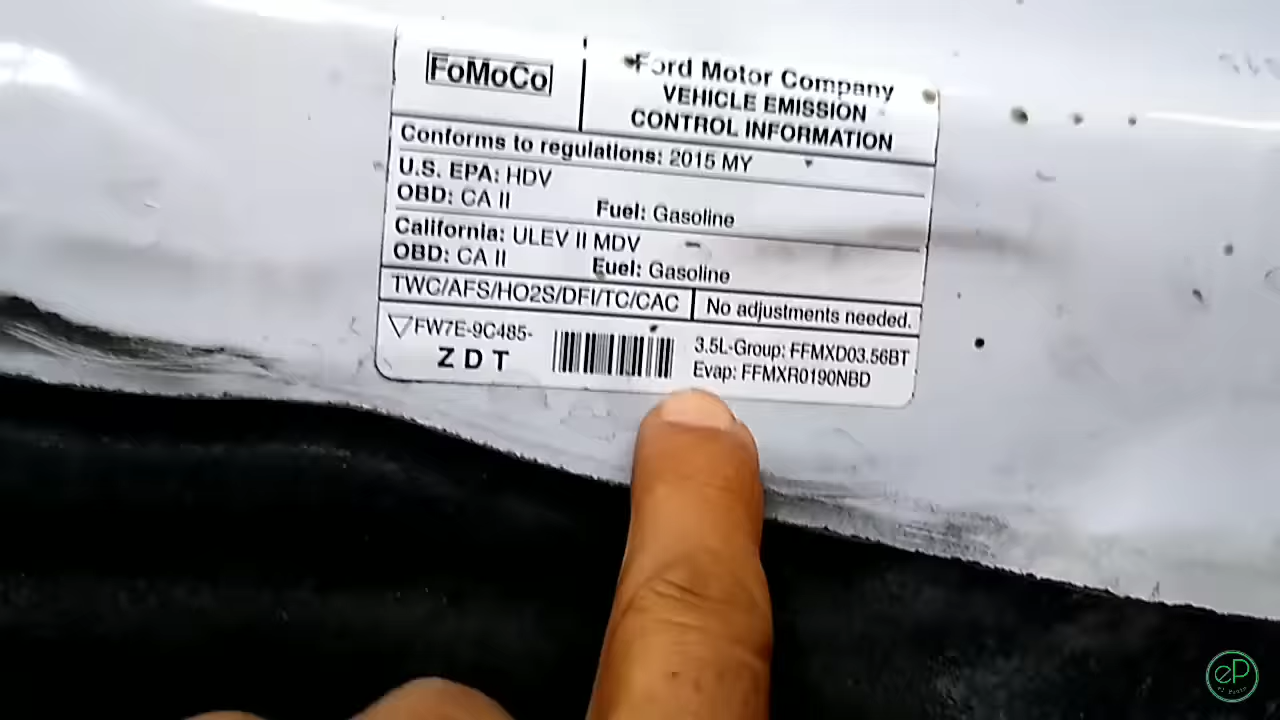 FoMoCo
Ford Motor Company
VEHICLE EMISSION
CONTROL INFORMATION
Conforms to regulations: 2015 MY
U.S. EPA: HDV
OBD: CA II Fuel: Gasoline
California: ULEV II MDV
OBD: CA II Fuel: Gasoline
TWC/AFS/HO2S/DFI/TC/CAC No adjustments needed.
FW7E-9C485-
ZDT
3.5L-Group: FFMXD03.56BT
Evap: FFMXR0190NBD
eP